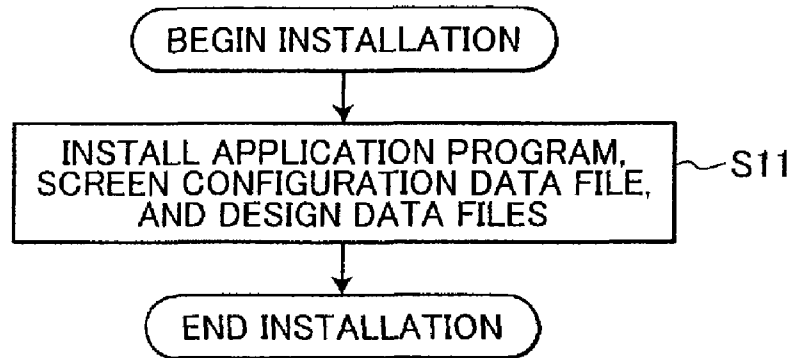 BEGIN INSTALLATION
INSTALL APPLICATION PROGRAM,
SCREEN CONFIGURATION DATA FILE,
AND DESIGN DATA FILES
S11
END INSTALLATION